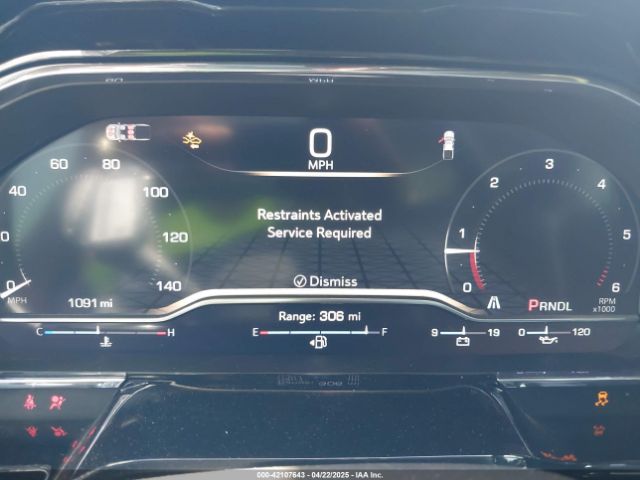 0
MPH
60 80
40 100
120
0 140
MPH
1091 mi
Restraints Activated
Service Required
✓ Dismiss
3
2 4
1 5
0 6
PRNDL
RPM
x1000
Range: 306 mi
C H
E F
9 19
0 120
000-42107643 - 04/22/2025 - IAA Inc.